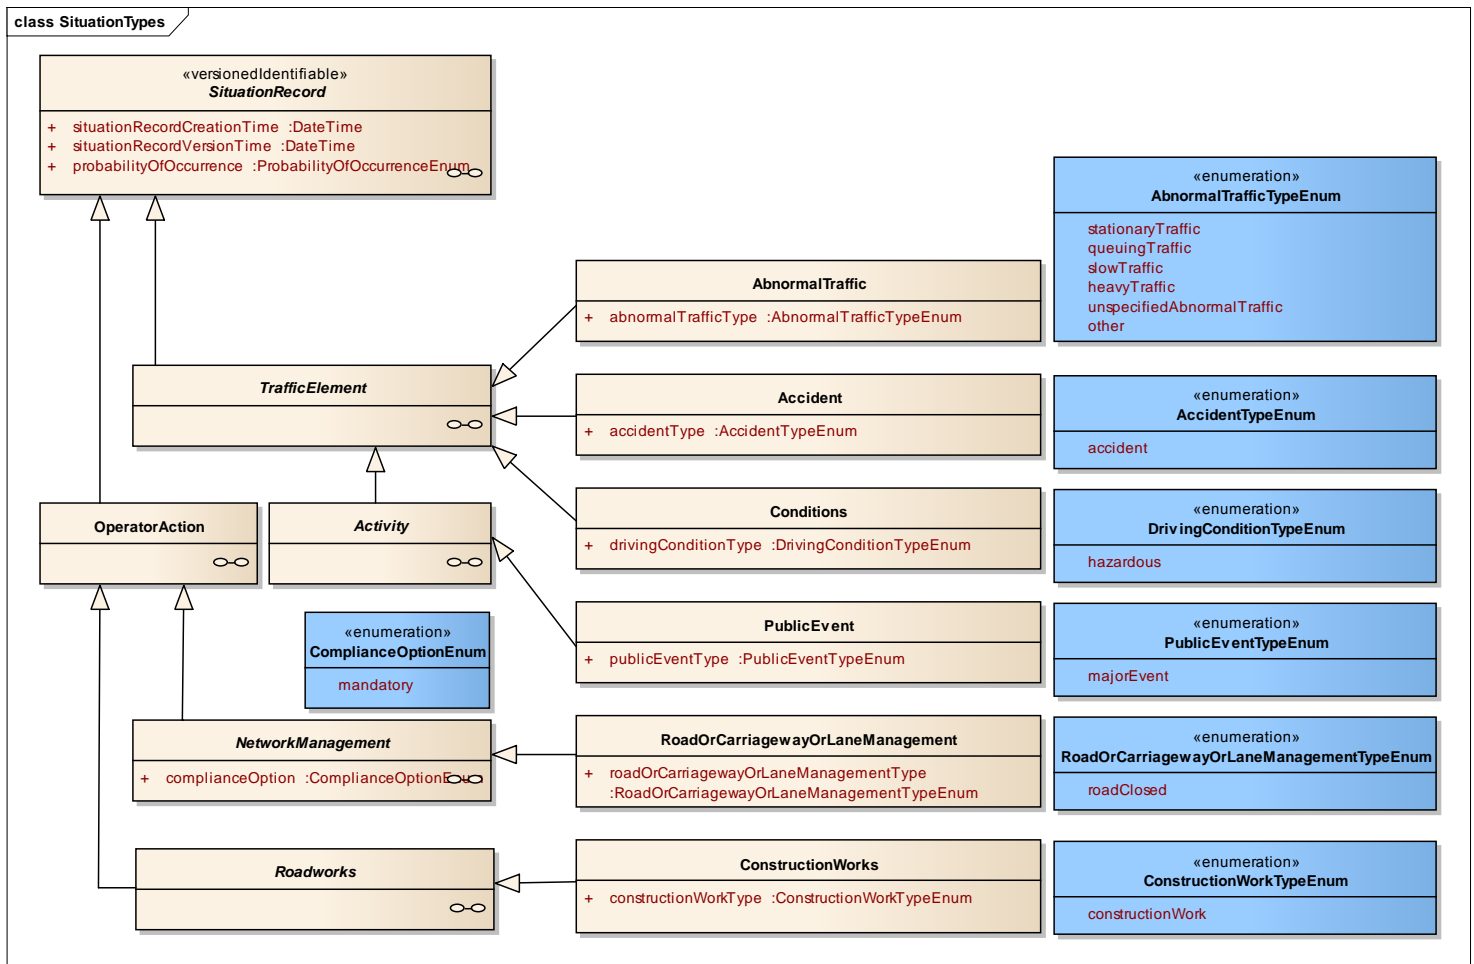 class SituationTypes
«versionedIdentifiable»
SituationRecord
+ situationRecordCreationTime :DateTime
+ situationRecordVersionTime :DateTime
+ probabilityOfOccurrence :ProbabilityOfOccurrenceEnum
«enumeration»
AbnormalTrafficTypeEnum
stationaryTraffic
queuingTraffic
slowTraffic
heavyTraffic
unspecifiedAbnormalTraffic
other
AbnormalTraffic
+ abnormalTrafficType :AbnormalTrafficTypeEnum
TrafficElement
Accident
+ accidentType :AccidentTypeEnum
«enumeration»
AccidentTypeEnum
accident
OperatorAction
Activity
Conditions
+ drivingConditionType :DrivingConditionTypeEnum
«enumeration»
DrivingConditionTypeEnum
hazardous
«enumeration»
ComplianceOptionEnum
mandatory
PublicEvent
+ publicEventType :PublicEventTypeEnum
«enumeration»
PublicEventTypeEnum
majorEvent
NetworkManagement
+ complianceOption :ComplianceOptionEnum
RoadOrCarriagewayOrLaneManagement
+ roadOrCarriagewayOrLaneManagementType
:RoadOrCarriagewayOrLaneManagementTypeEnum
«enumeration»
RoadOrCarriagewayOrLaneManagementTypeEnum
roadClosed
Roadworks
ConstructionWorks
+ constructionWorkType :ConstructionWorkTypeEnum
«enumeration»
ConstructionWorkTypeEnum
constructionWork